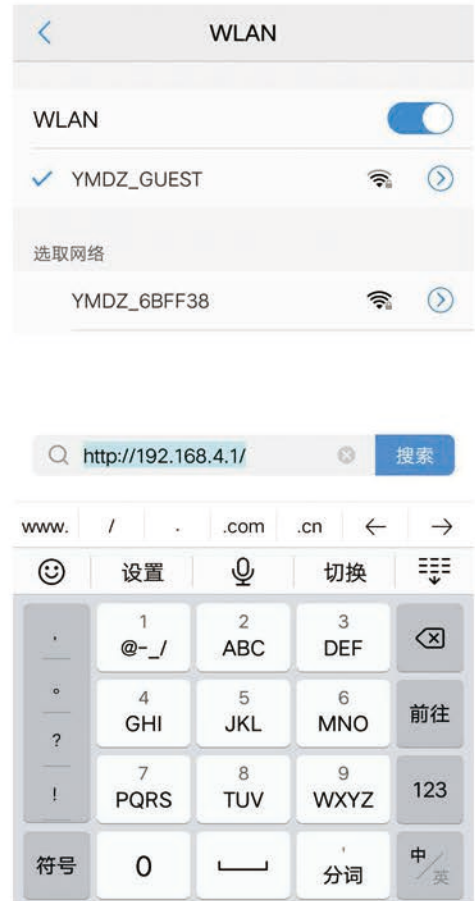 WLAN
WLAN
YMDZ_GUEST
选取网络
YMDZ_6BFF38
http://192.168.4.1/ 搜索
www. / . .com .cn ← →
设置 切换
, 1 2 3
@-_/ ABC DEF
。 4 5 6 前往
GHI JKL MNO
?
! 7 8 9 123
PQRS TUV WXYZ
符号 0 ' 分词 中/英